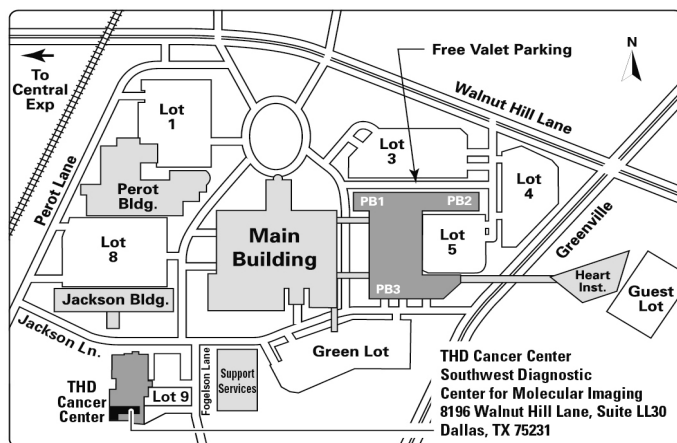 Free Valet Parking
N
To
Central
Exp
Walnut Hill Lane
Lot
1
Lot
3
Lot
4
Perot Lane
Perot
Bldg.
PB1
PB2
Main
Building
Lot
5
Greenville
Lot
8
PB3
Heart
Inst.
Guest
Lot
Jackson Bldg.
Jackson Ln.
Green Lot
THD
Cancer
Center
Lot 9
Fogelson Lane
Support
Services
THD Cancer Center
Southwest Diagnostic
Center for Molecular Imaging
8196 Walnut Hill Lane, Suite LL30
Dallas, TX 75231